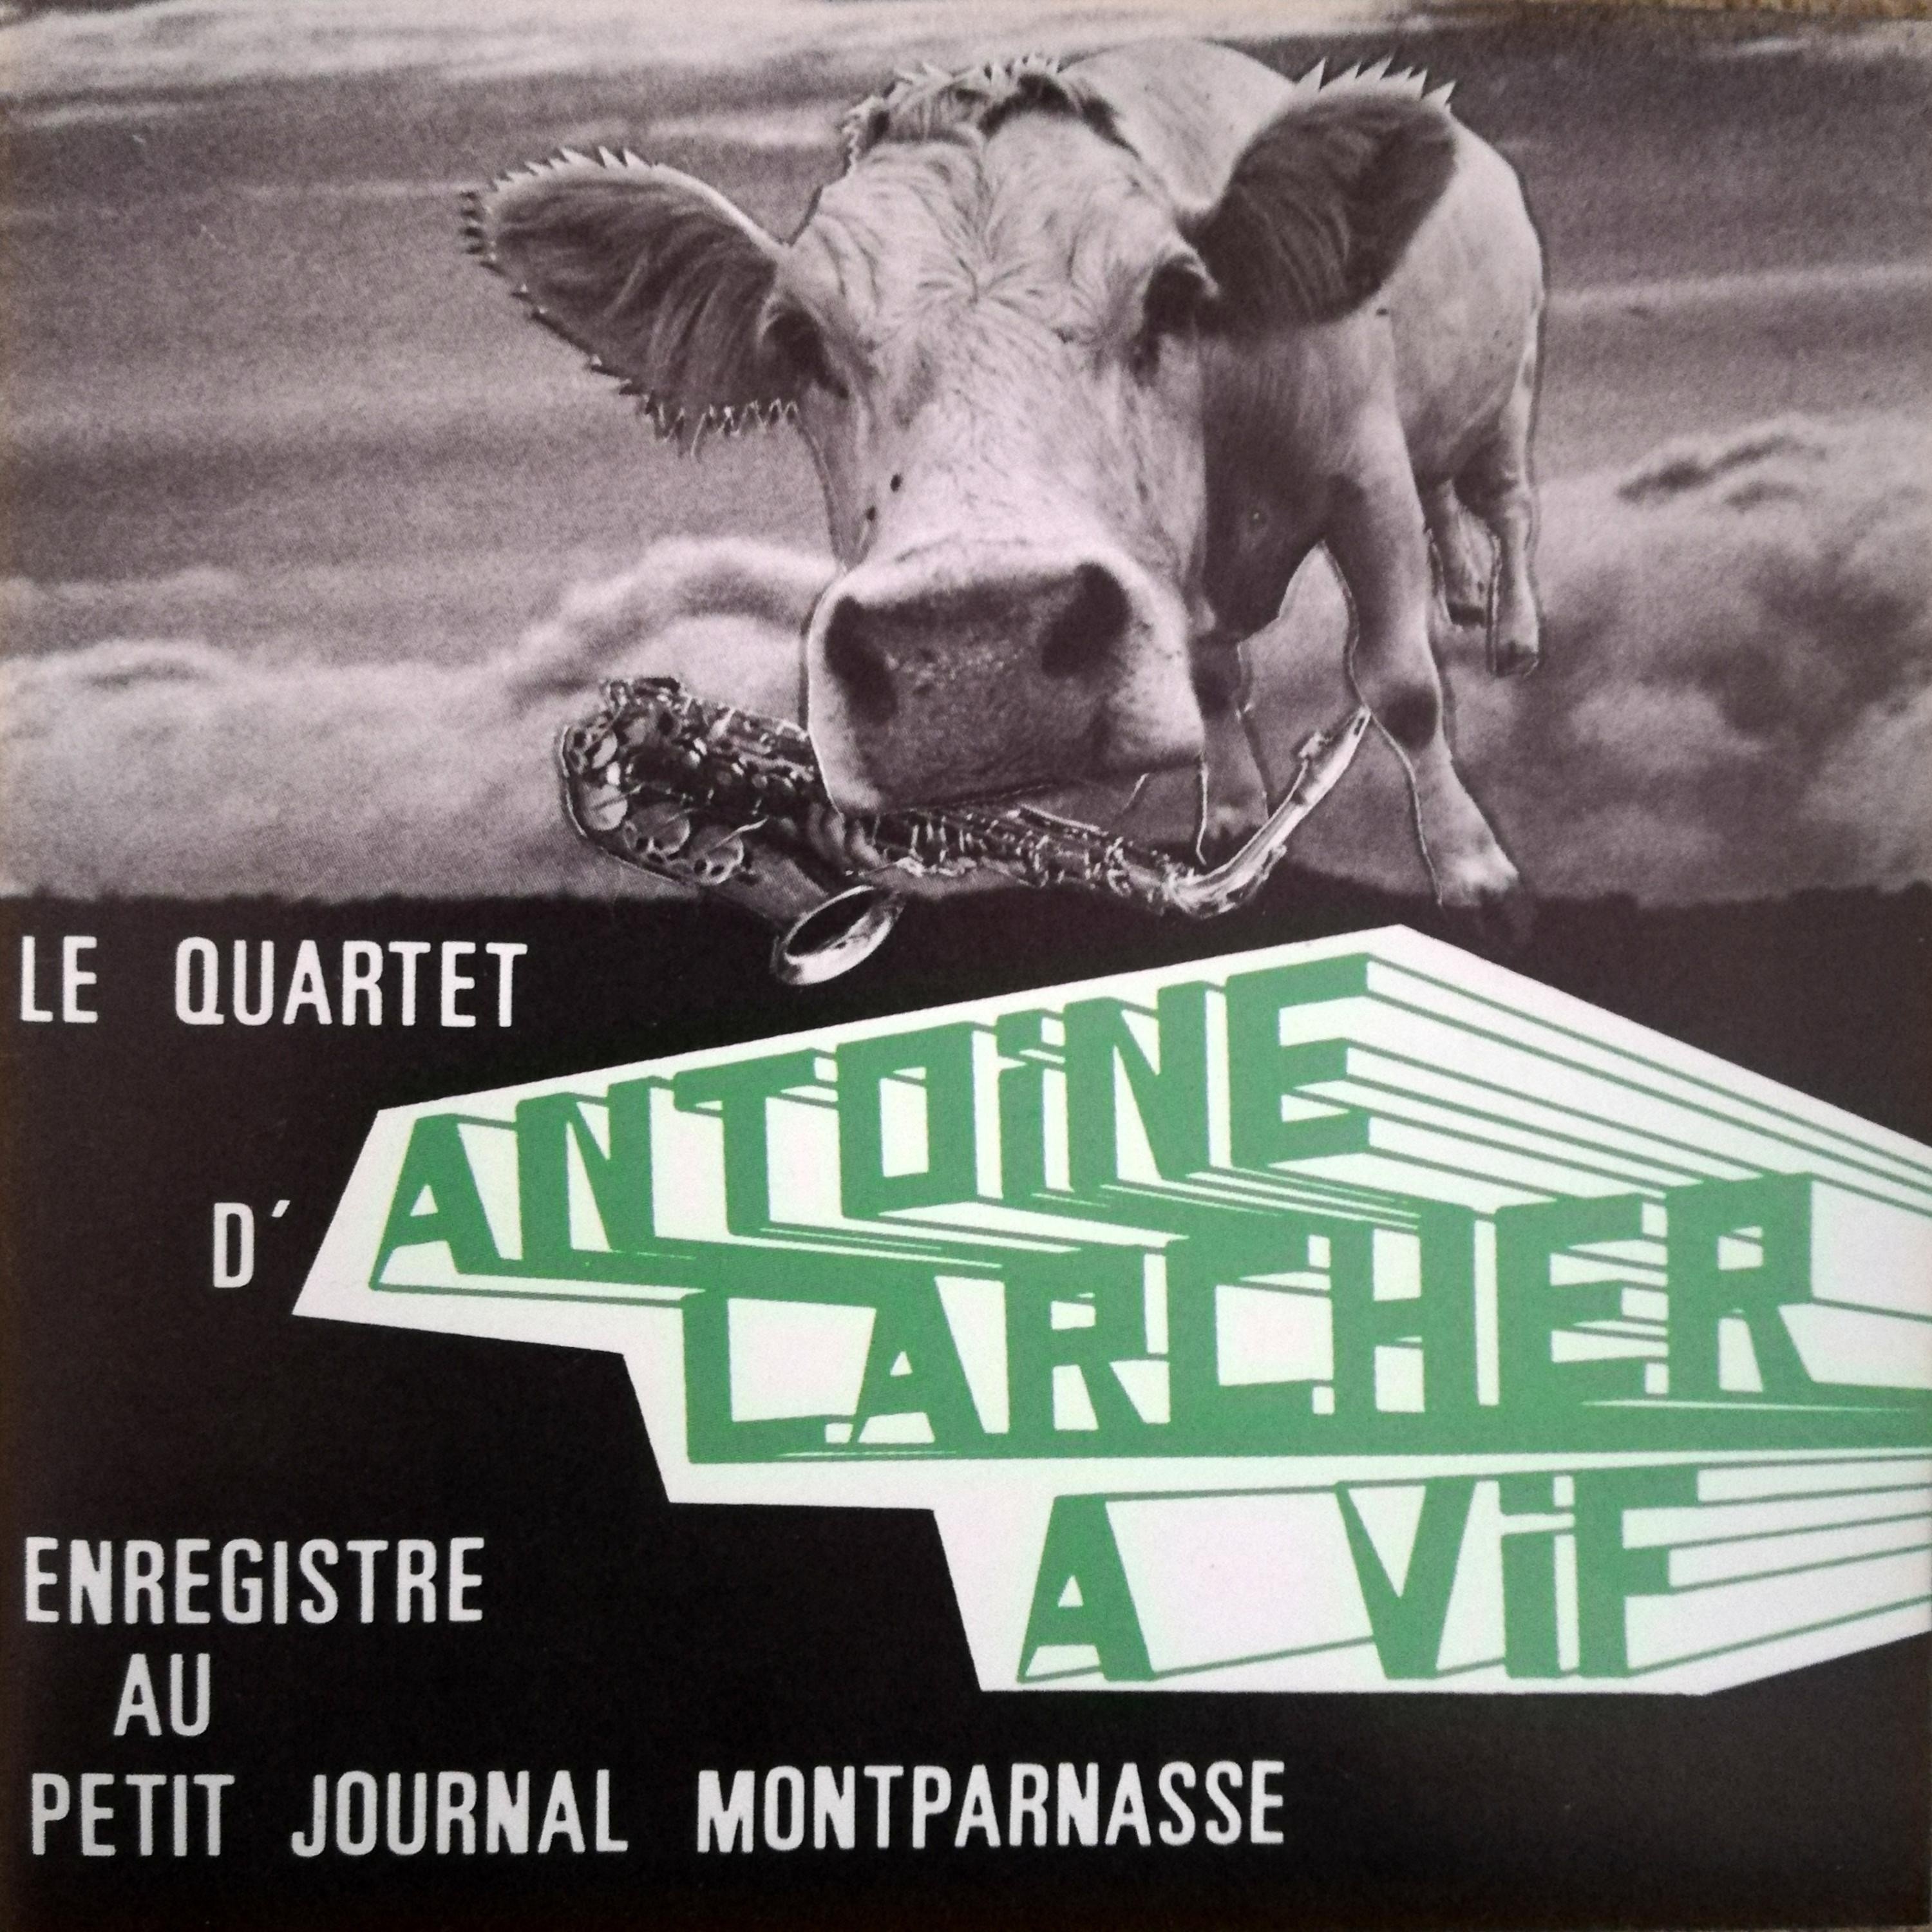 LE QUARTET
D'
ANTOiNE
LARCHER
A ViF
ENREGISTRE
AU
PETIT JOURNAL MONTPARNASSE